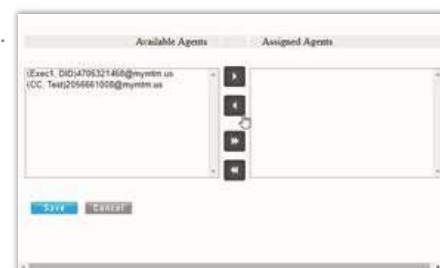 Available Agents Assigned Agents
(Exec1, DID)4706321468@mymtm.us
(CC, Test)2056661008@mymtm.us
Save Cancel